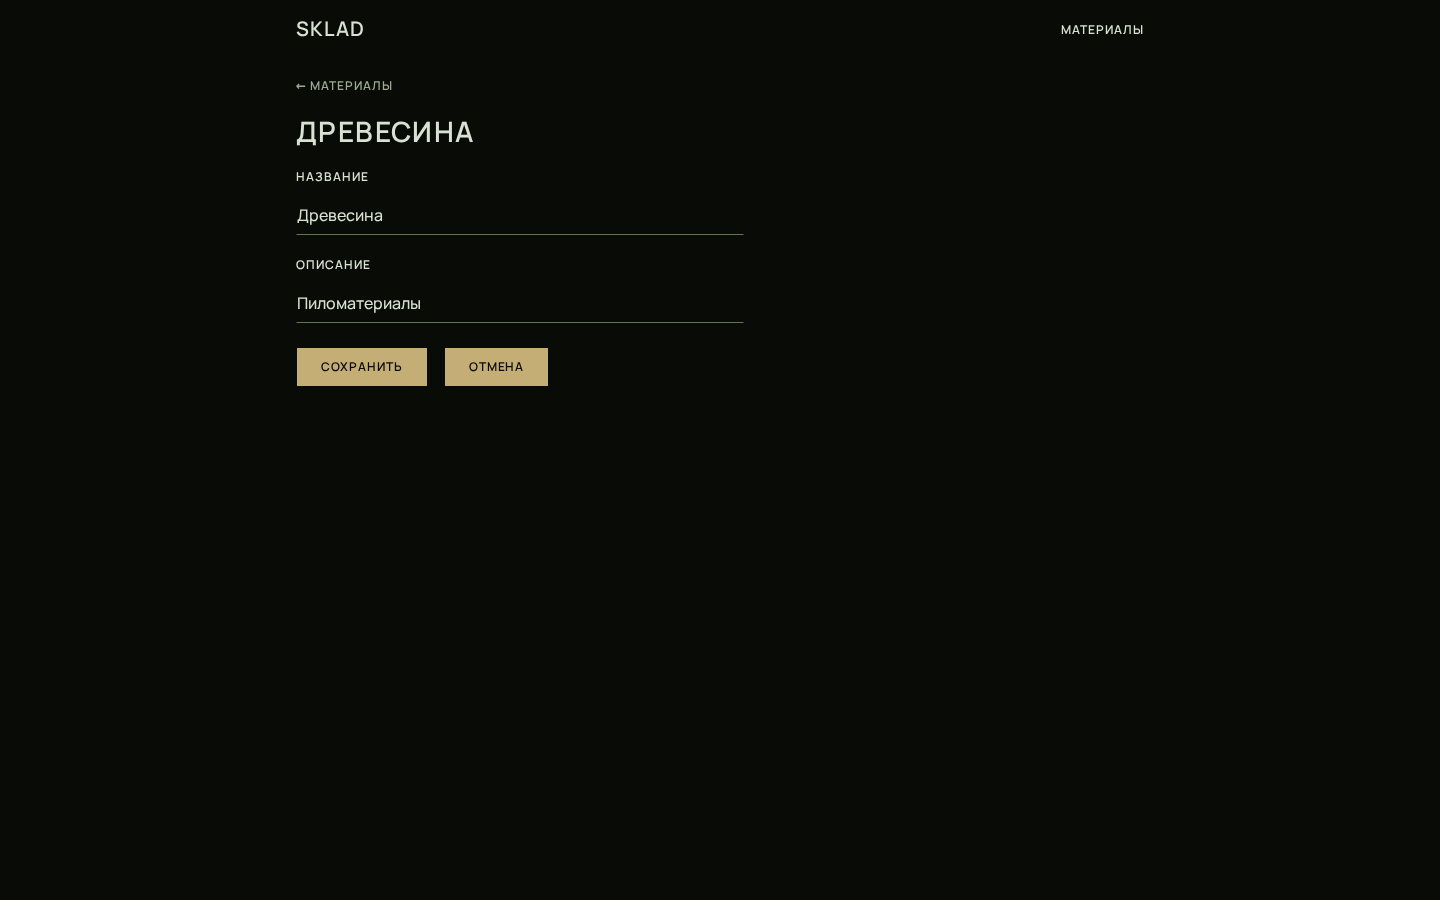 SKLAD
МАТЕРИАЛЫ
← МАТЕРИАЛЫ
ДРЕВЕСИНА
НАЗВАНИЕ
Древесина
ОПИСАНИЕ
Пиломатериалы
СОХРАНИТЬ
ОТМЕНА